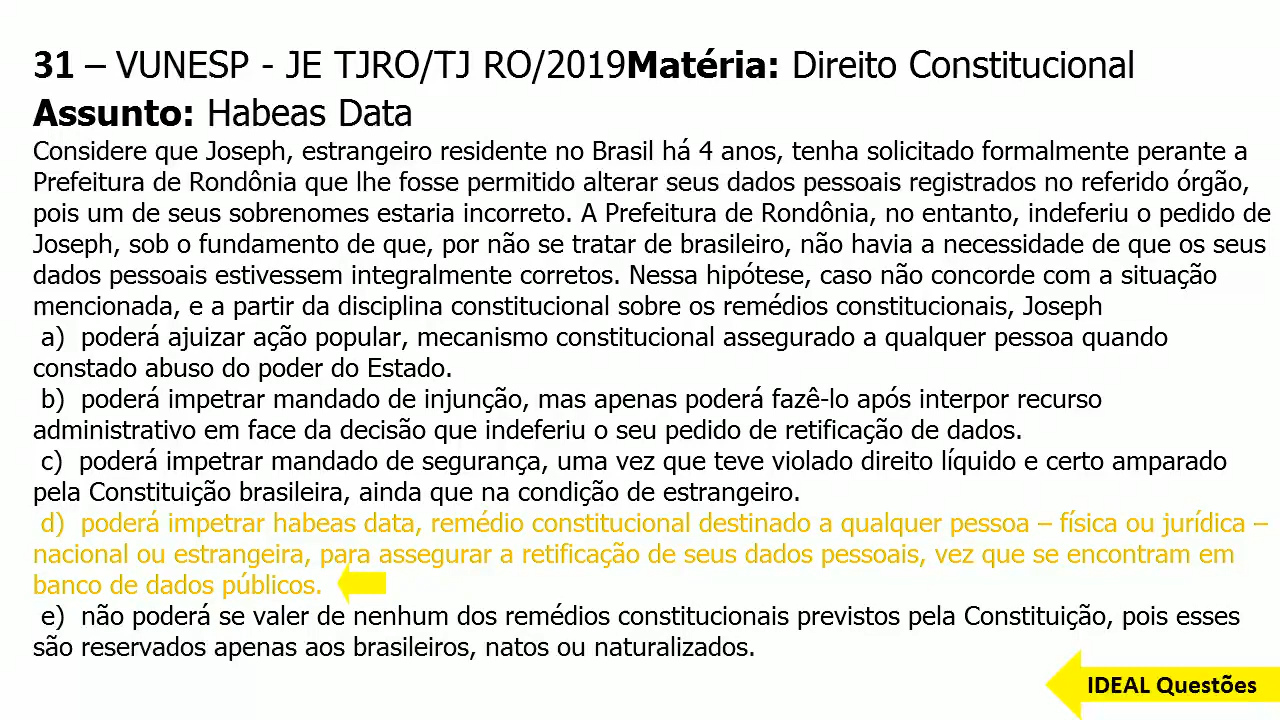 31 – VUNESP - JE TJRO/TJ RO/2019Matéria: Direito Constitucional
Assunto: Habeas Data
Considere que Joseph, estrangeiro residente no Brasil há 4 anos, tenha solicitado formalmente perante a
Prefeitura de Rondônia que lhe fosse permitido alterar seus dados pessoais registrados no referido órgão,
pois um de seus sobrenomes estaria incorreto. A Prefeitura de Rondônia, no entanto, indeferiu o pedido de
Joseph, sob o fundamento de que, por não se tratar de brasileiro, não havia a necessidade de que os seus
dados pessoais estivessem integralmente corretos. Nessa hipótese, caso não concorde com a situação
mencionada, e a partir da disciplina constitucional sobre os remédios constitucionais, Joseph
a) poderá ajuizar ação popular, mecanismo constitucional assegurado a qualquer pessoa quando
constado abuso do poder do Estado.
b) poderá impetrar mandado de injunção, mas apenas poderá fazê-lo após interpor recurso
administrativo em face da decisão que indeferiu o seu pedido de retificação de dados.
c) poderá impetrar mandado de segurança, uma vez que teve violado direito líquido e certo amparado
pela Constituição brasileira, ainda que na condição de estrangeiro.
d) poderá impetrar habeas data, remédio constitucional destinado a qualquer pessoa – física ou jurídica –
nacional ou estrangeira, para assegurar a retificação de seus dados pessoais, vez que se encontram em
banco de dados públicos.
e) não poderá se valer de nenhum dos remédios constitucionais previstos pela Constituição, pois esses
são reservados apenas aos brasileiros, natos ou naturalizados.
IDEAL Questões